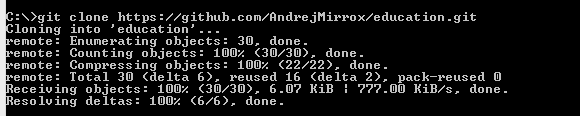 C:\>git clone https://github.com/AndrejMirrox/education.git
Cloning into 'education'...
remote: Enumerating objects: 30, done.
remote: Counting objects: 100% (30/30), done.
remote: Compressing objects: 100% (22/22), done.
remote: Total 30 (delta 6), reused 16 (delta 2), pack-reused 0
Receiving objects: 100% (30/30), 6.07 KiB | 777.00 KiB/s, done.
Resolving deltas: 100% (6/6), done.